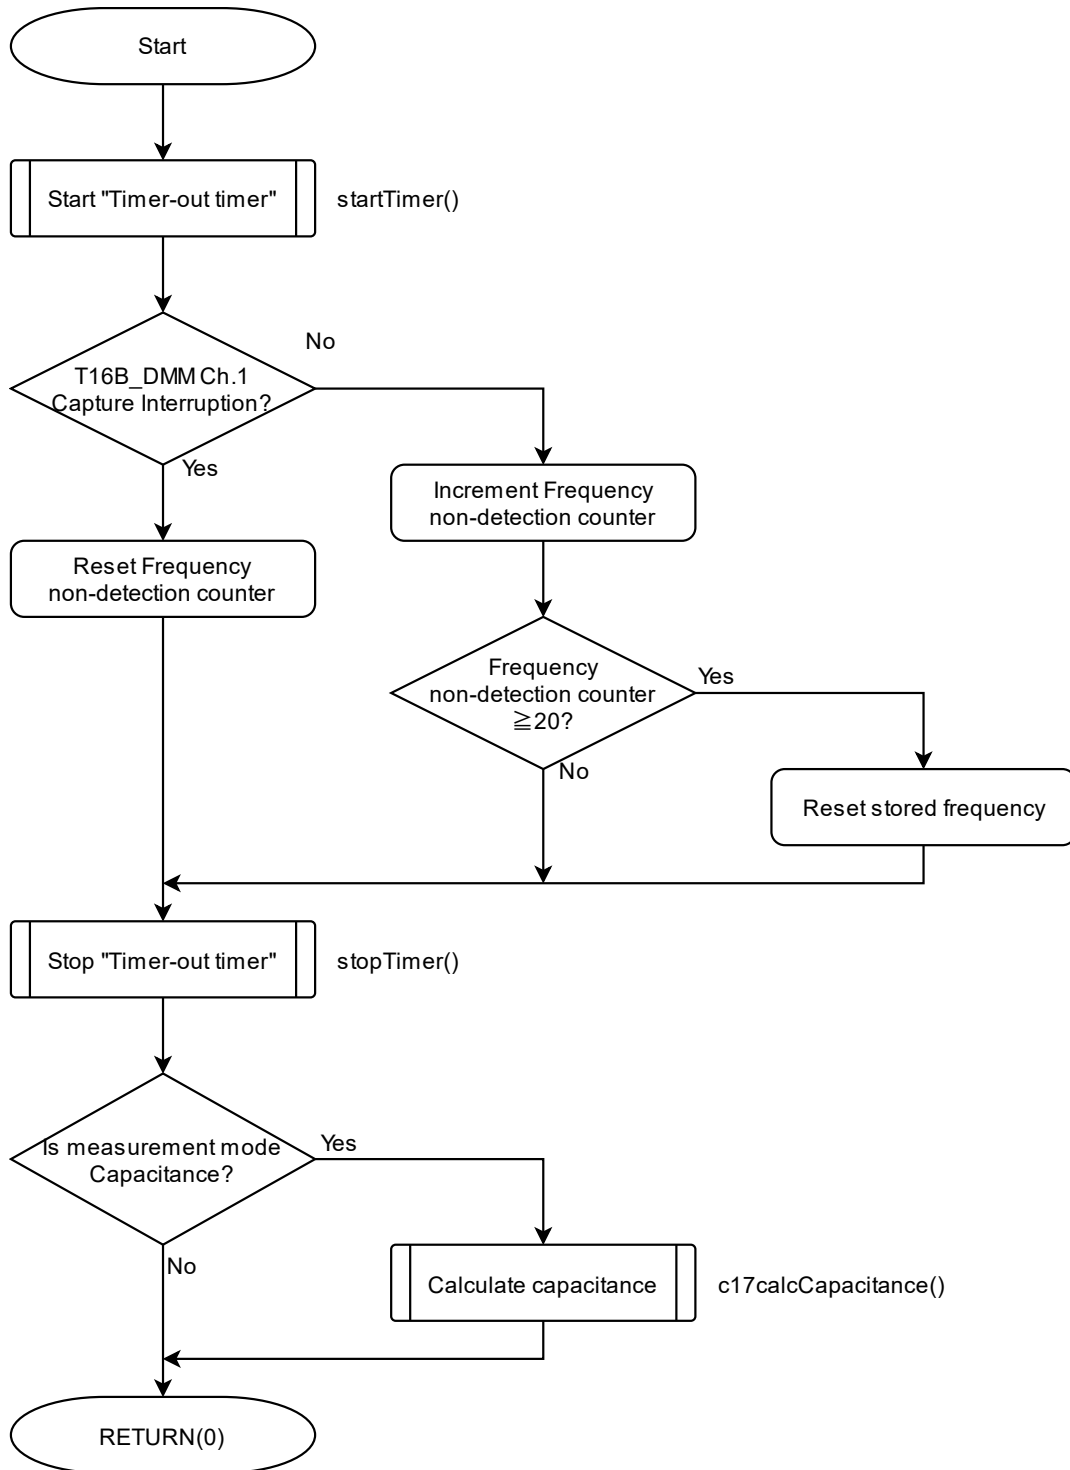 Start
Start "Timer-out timer"
startTimer()
No
T16B_DMM Ch.1
Capture Interruption?
Yes
Increment Frequency
non-detection counter
Reset Frequency
non-detection counter
Frequency
non-detection counter
≧20?
Yes
No
Reset stored frequency
Stop "Timer-out timer"
stopTimer()
Is measurement mode
Capacitance?
Yes
No
Calculate capacitance
c17calcCapacitance()
RETURN(0)